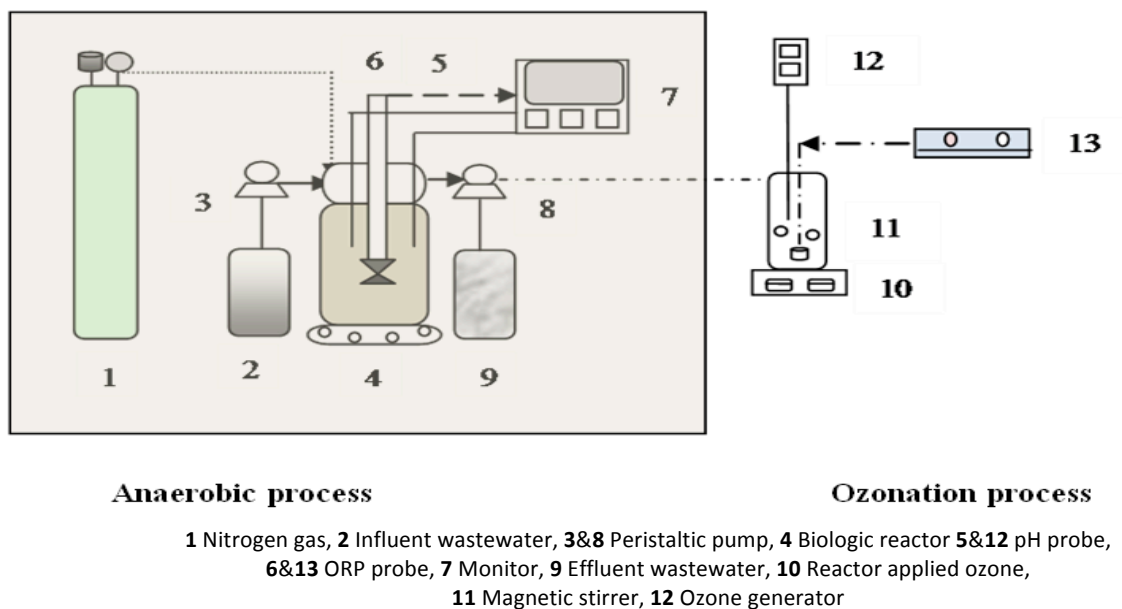 6 5 12
7
13
3
8 11
10
1 2 4 9
Anaerobic process Ozonation process
1 Nitrogen gas, 2 Influent wastewater, 3&8 Peristaltic pump, 4 Biologic reactor 5&12 pH probe,
6&13 ORP probe, 7 Monitor, 9 Effluent wastewater, 10 Reactor applied ozone,
11 Magnetic stirrer, 12 Ozone generator